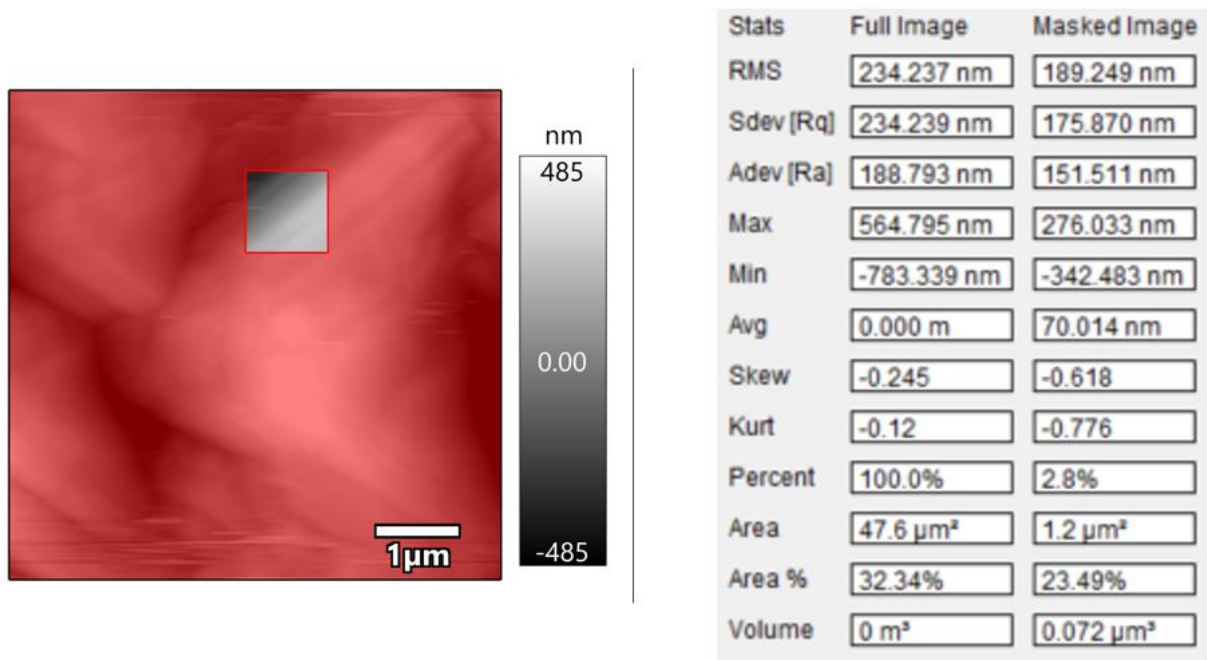 nm
485
0.00
-485
1µm
Stats Full Image Masked Image
RMS 234.237 nm 189.249 nm
Sdev [Rq] 234.239 nm 175.870 nm
Adev [Ra] 188.793 nm 151.511 nm
Max 564.795 nm 276.033 nm
Min -783.339 nm -342.483 nm
Avg 0.000 m 70.014 nm
Skew -0.245 -0.618
Kurt -0.12 -0.776
Percent 100.0% 2.8%
Area 47.6 µm² 1.2 µm²
Area % 32.34% 23.49%
Volume 0 m³ 0.072 µm³